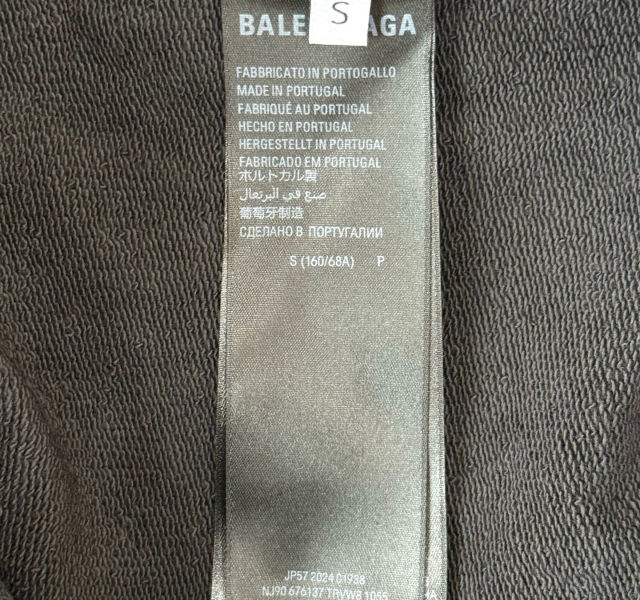 S
BALE AGA
FABBRICATO IN PORTOGALLO
MADE IN PORTUGAL
FABRIQUÉ AU PORTUGAL
HECHO EN PORTUGAL
HERGESTELLT IN PORTUGAL
FABRICADO EM PORTUGAL
ポルトカル製
صنع في البرتغال
葡萄牙制造
СДЕЛАНО В ПОРТУГАЛИИ
S (160/68A) P
JP57 2024 01938
NJ90 676137 TRVW8 1055